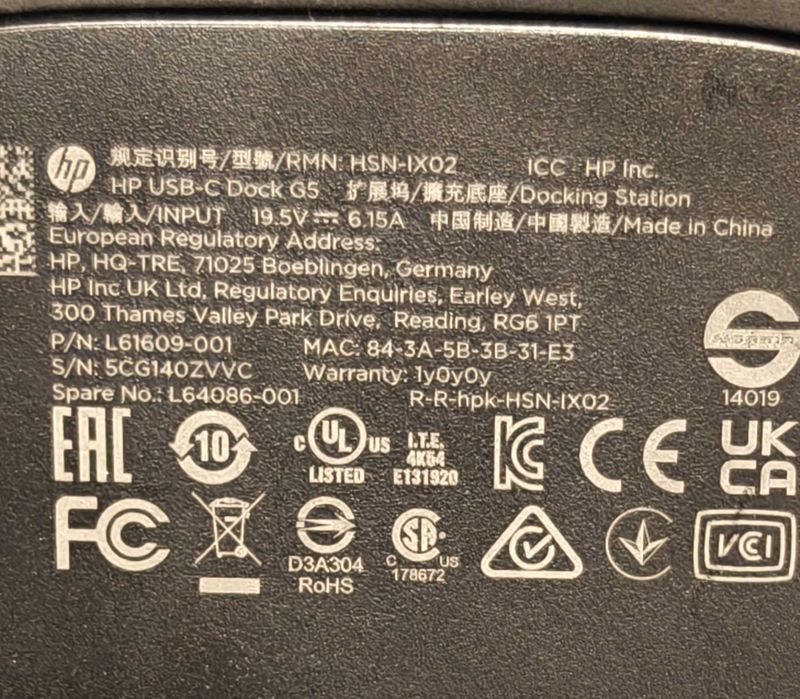 hp 规定识别号/型號/RMN: HSN-IX02 ICC HP Inc.
HP USB-C Dock G5 扩展坞/擴充底座/Docking Station
输入/輸入/INPUT 19.5V⎓6.15A 中国制造/中國製造/Made in China
European Regulatory Address:
HP, HQ-TRE, 71025 Boeblingen, Germany
HP Inc UK Ltd, Regulatory Enquiries, Earley West,
300 Thames Valley Park Drive, Reading, RG6 1PT
P/N: L61609-001 MAC: 84-3A-5B-3B-31-E3
S/N: 5CG140ZVVC Warranty: 1y0y0y
Spare No.: L64086-001 R-R-hpk-HSN-IX02
14019
EAC 10 c UL US LISTED I.T.E. 4K54 E131920 KC CE UK CA
FC D3A304 RoHS C SA US 178672 VCI